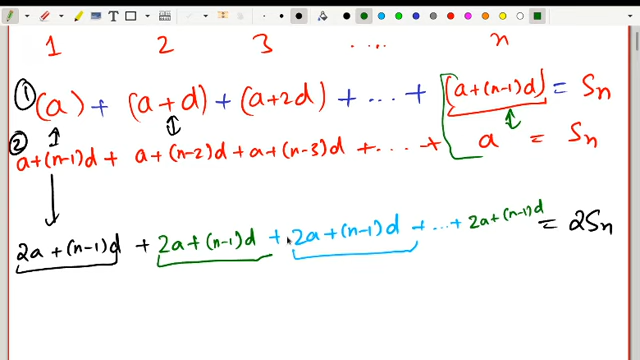 1 2 3 .... n
① (a) + (a+d) + (a+2d) + ... + (a+(n-1)d) = Sn
② a+(n-1)d + a+(n-2)d + a+(n-3)d + .... + a = Sn
2a+(n-1)d + 2a+(n-1)d + 2a+(n-1)d + ... + 2a+(n-1)d = 2Sn